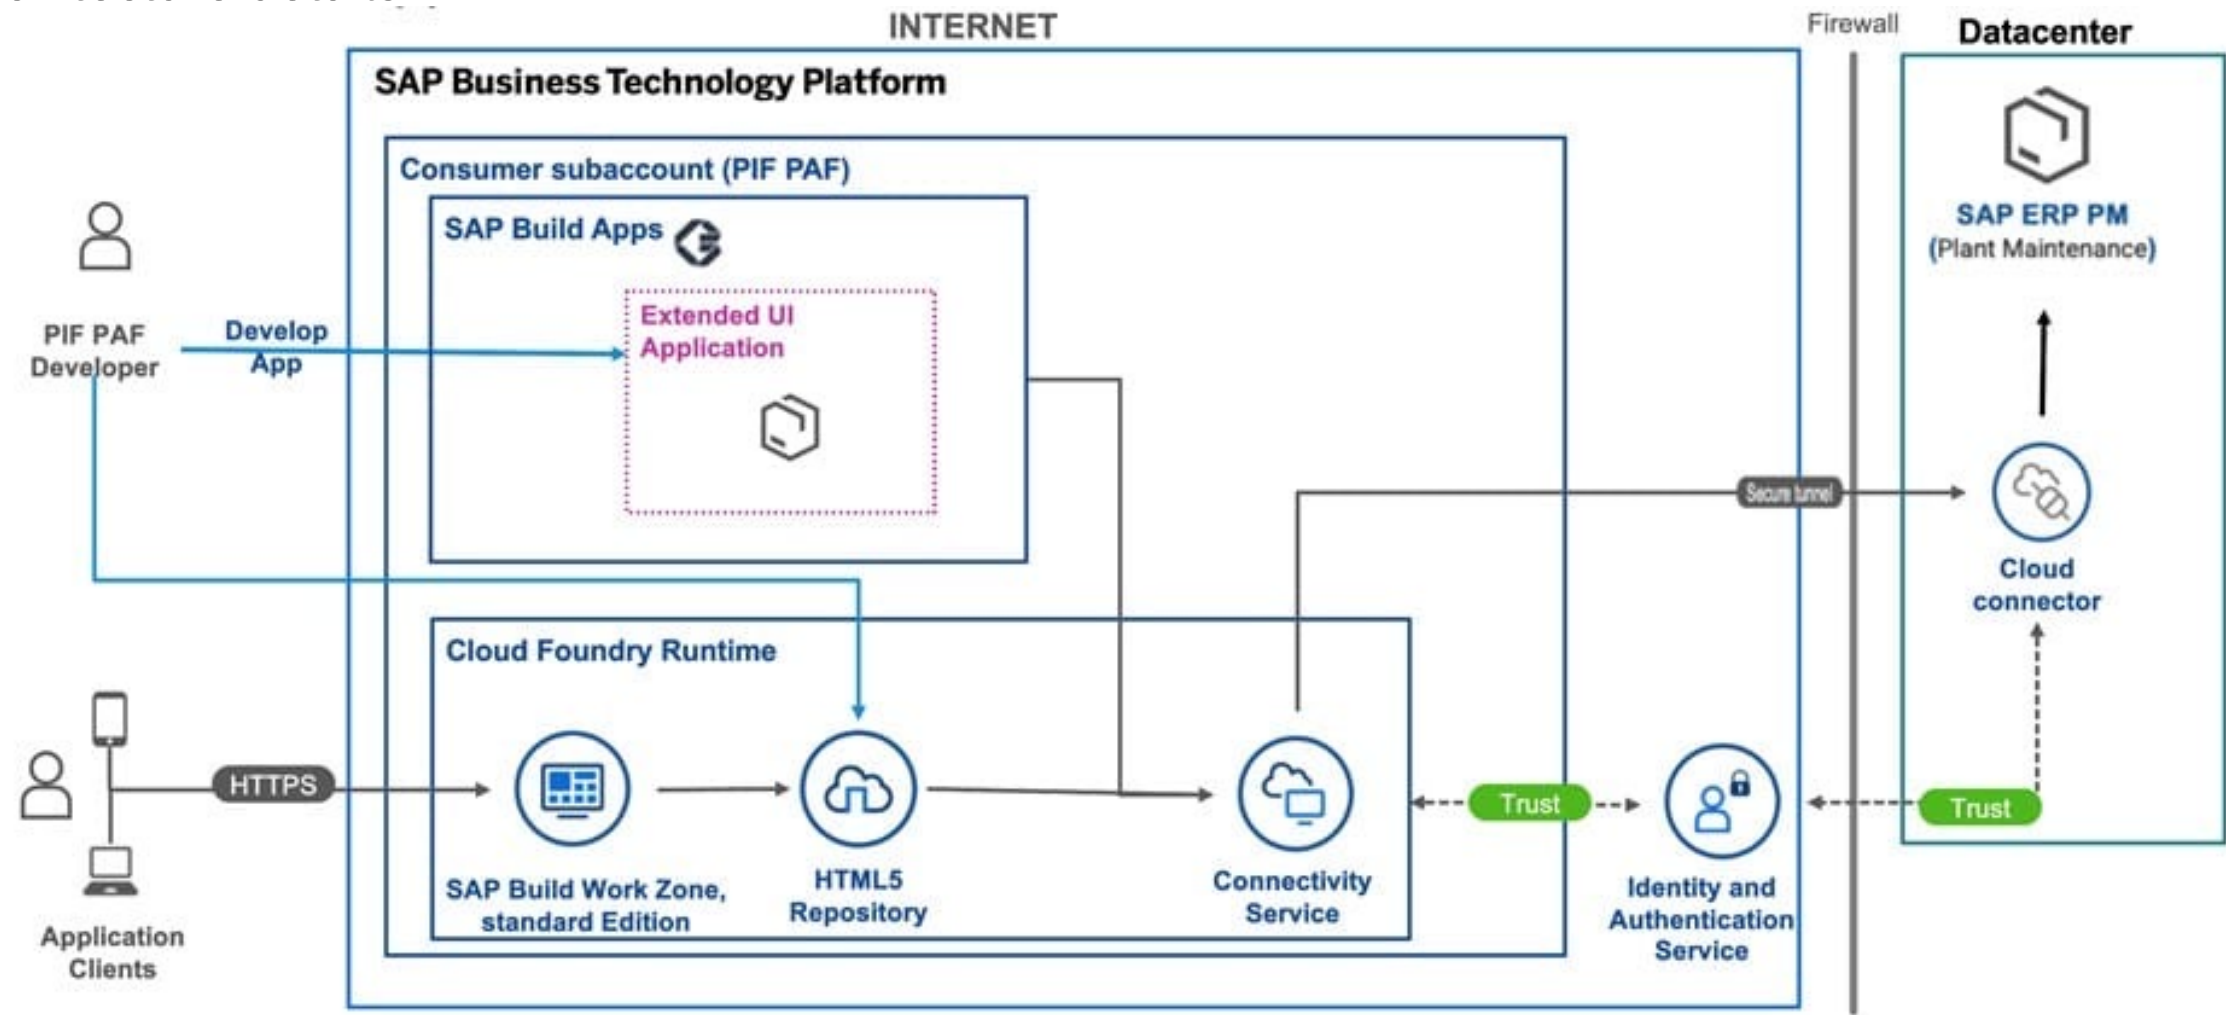 INTERNET
Firewall
Datacenter
SAP Business Technology Platform
Consumer subaccount (PIF PAF)
SAP Build Apps
Extended UI
Application
PIF PAF
Developer
Develop
App
SAP ERP PM
(Plant Maintenance)
Secure tunnel
Cloud
connector
Cloud Foundry Runtime
HTTPS
Trust
Trust
SAP Build Work Zone,
standard Edition
HTML5
Repository
Connectivity
Service
Identity and
Authentication
Service
Application
Clients